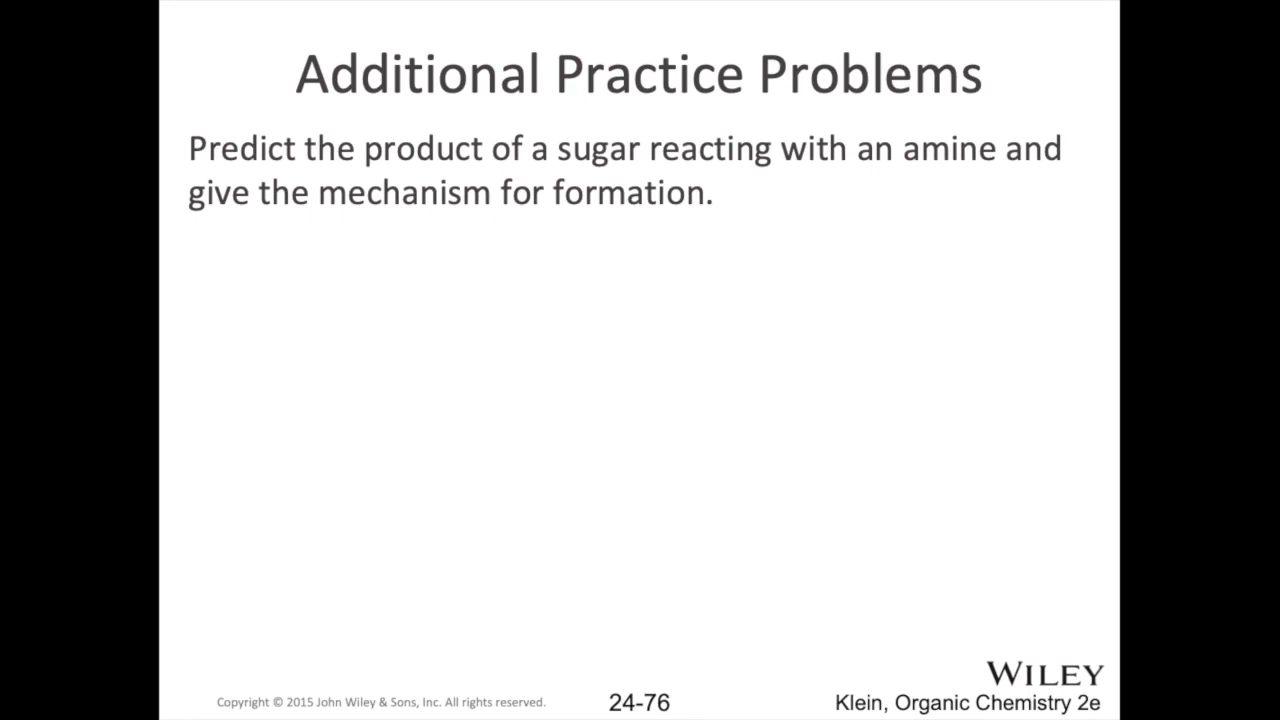 Additional Practice Problems
Predict the product of a sugar reacting with an amine and
give the mechanism for formation.
WILEY
Copyright © 2015 John Wiley & Sons, Inc. All rights reserved.
24-76
Klein, Organic Chemistry 2e